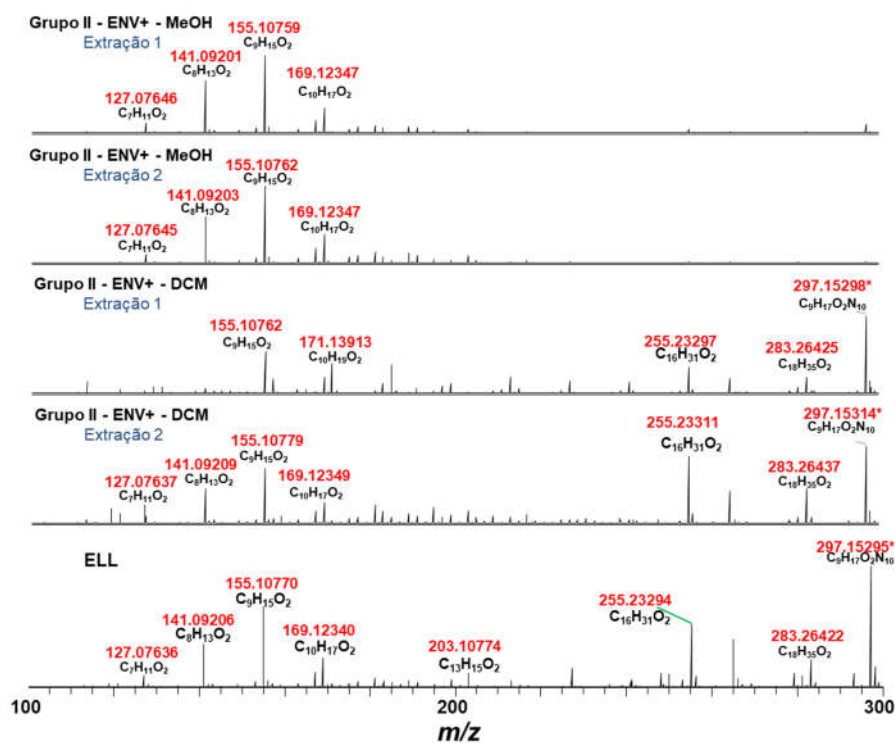 Grupo II - ENV+ - MeOH
Extração 1
127.07646
C₇H₁₁O₂
141.09201
C₈H₁₃O₂
155.10759
C₉H₁₅O₂
169.12347
C₁₀H₁₇O₂
Grupo II - ENV+ - MeOH
Extração 2
127.07645
C₇H₁₁O₂
141.09203
C₈H₁₃O₂
155.10762
C₉H₁₅O₂
169.12347
C₁₀H₁₇O₂
Grupo II - ENV+ - DCM
Extração 1
155.10762
C₉H₁₅O₂
171.13913
C₁₀H₁₉O₂
255.23297
C₁₆H₃₁O₂
283.26425
C₁₈H₃₅O₂
297.15298*
C₉H₁₇O₂N₁₀
Grupo II - ENV+ - DCM
Extração 2
127.07637
C₇H₁₁O₂
141.09209
C₈H₁₃O₂
155.10779
C₉H₁₅O₂
169.12349
C₁₀H₁₇O₂
255.23311
C₁₆H₃₁O₂
283.26437
C₁₈H₃₅O₂
297.15314*
C₉H₁₇O₂N₁₀
ELL
127.07636
C₇H₁₁O₂
141.09206
C₈H₁₃O₂
155.10770
C₉H₁₅O₂
169.12340
C₁₀H₁₇O₂
203.10774
C₁₃H₁₅O₂
255.23294
C₁₆H₃₁O₂
283.26422
C₁₈H₃₅O₂
297.15295*
C₉H₁₇O₂N₁₀
100 200 300
m/z